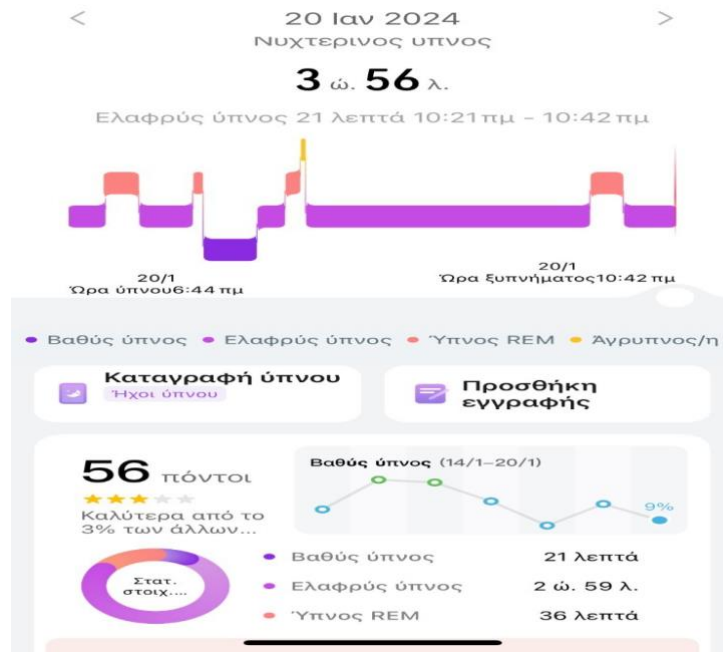 20 Ιαν 2024
Νυχτερινος υπνος
3 ώ. 56 λ.
Ελαφρύς ύπνος 21 λεπτά 10:21 πμ – 10:42 πμ
20/1
Ώρα ύπνου6:44 πμ
20/1
Ώρα ξυπνήματος10:42 πμ
Βαθύς ύπνος Ελαφρύς ύπνος Ύπνος REM Άγρυπνος/η
Καταγραφή ύπνου
Ήχοι ύπνου
Προσθήκη
εγγραφής
56 πόντοι
Καλύτερα από το
3% των άλλων...
Βαθύς ύπνος (14/1–20/1)
9%
Στατ.
στοιχ....
Βαθύς ύπνος 21 λεπτά
Ελαφρύς ύπνος 2 ώ. 59 λ.
Ύπνος REM 36 λεπτά